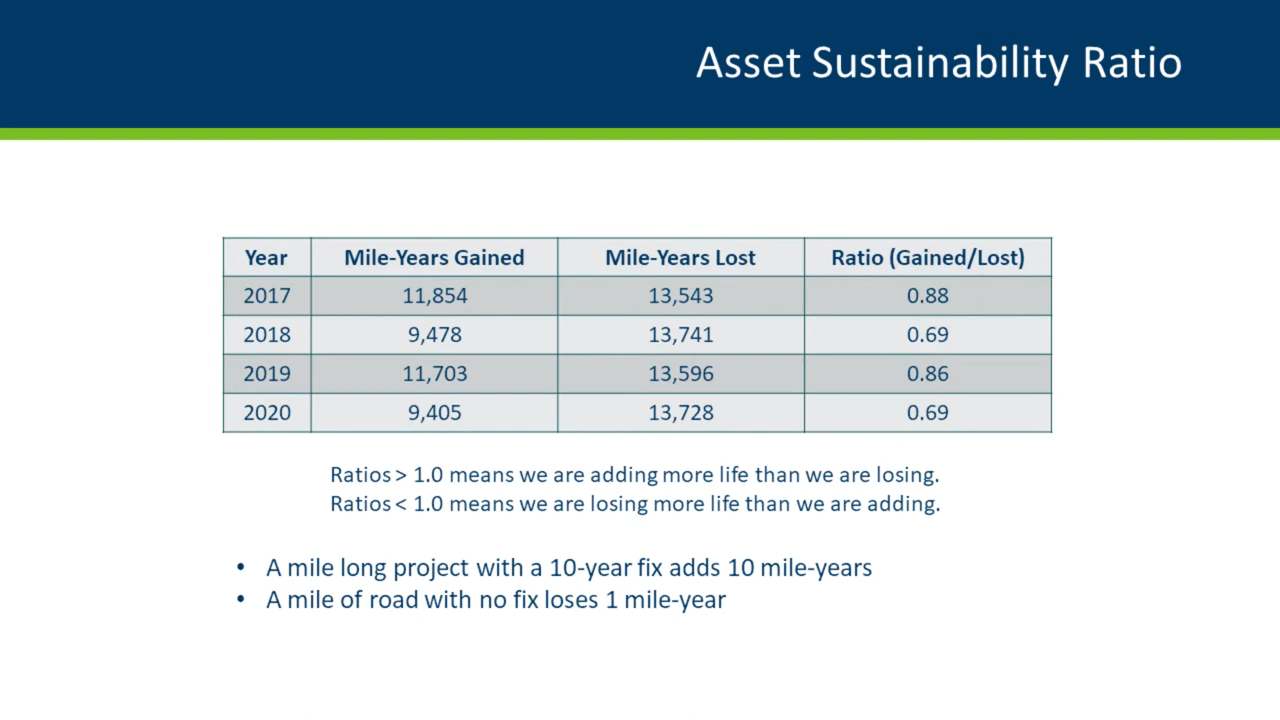 Asset Sustainability Ratio
Year Mile-Years Gained Mile-Years Lost Ratio (Gained/Lost)
2017 11,854 13,543 0.88
2018 9,478 13,741 0.69
2019 11,703 13,596 0.86
2020 9,405 13,728 0.69
Ratios > 1.0 means we are adding more life than we are losing.
Ratios < 1.0 means we are losing more life than we are adding.
• A mile long project with a 10-year fix adds 10 mile-years
• A mile of road with no fix loses 1 mile-year